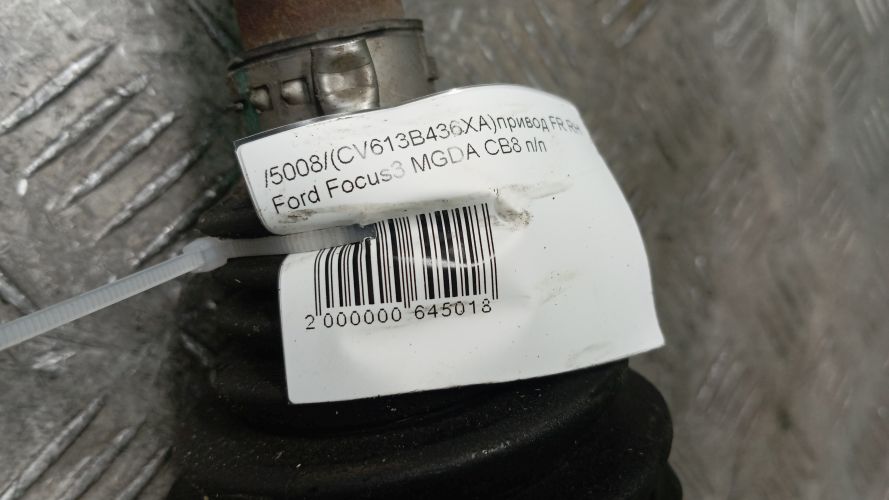 /5008/(CV613B436XA)привод FR RH
Ford Focus3 MGDA CB8 п/п
2 000000 645018